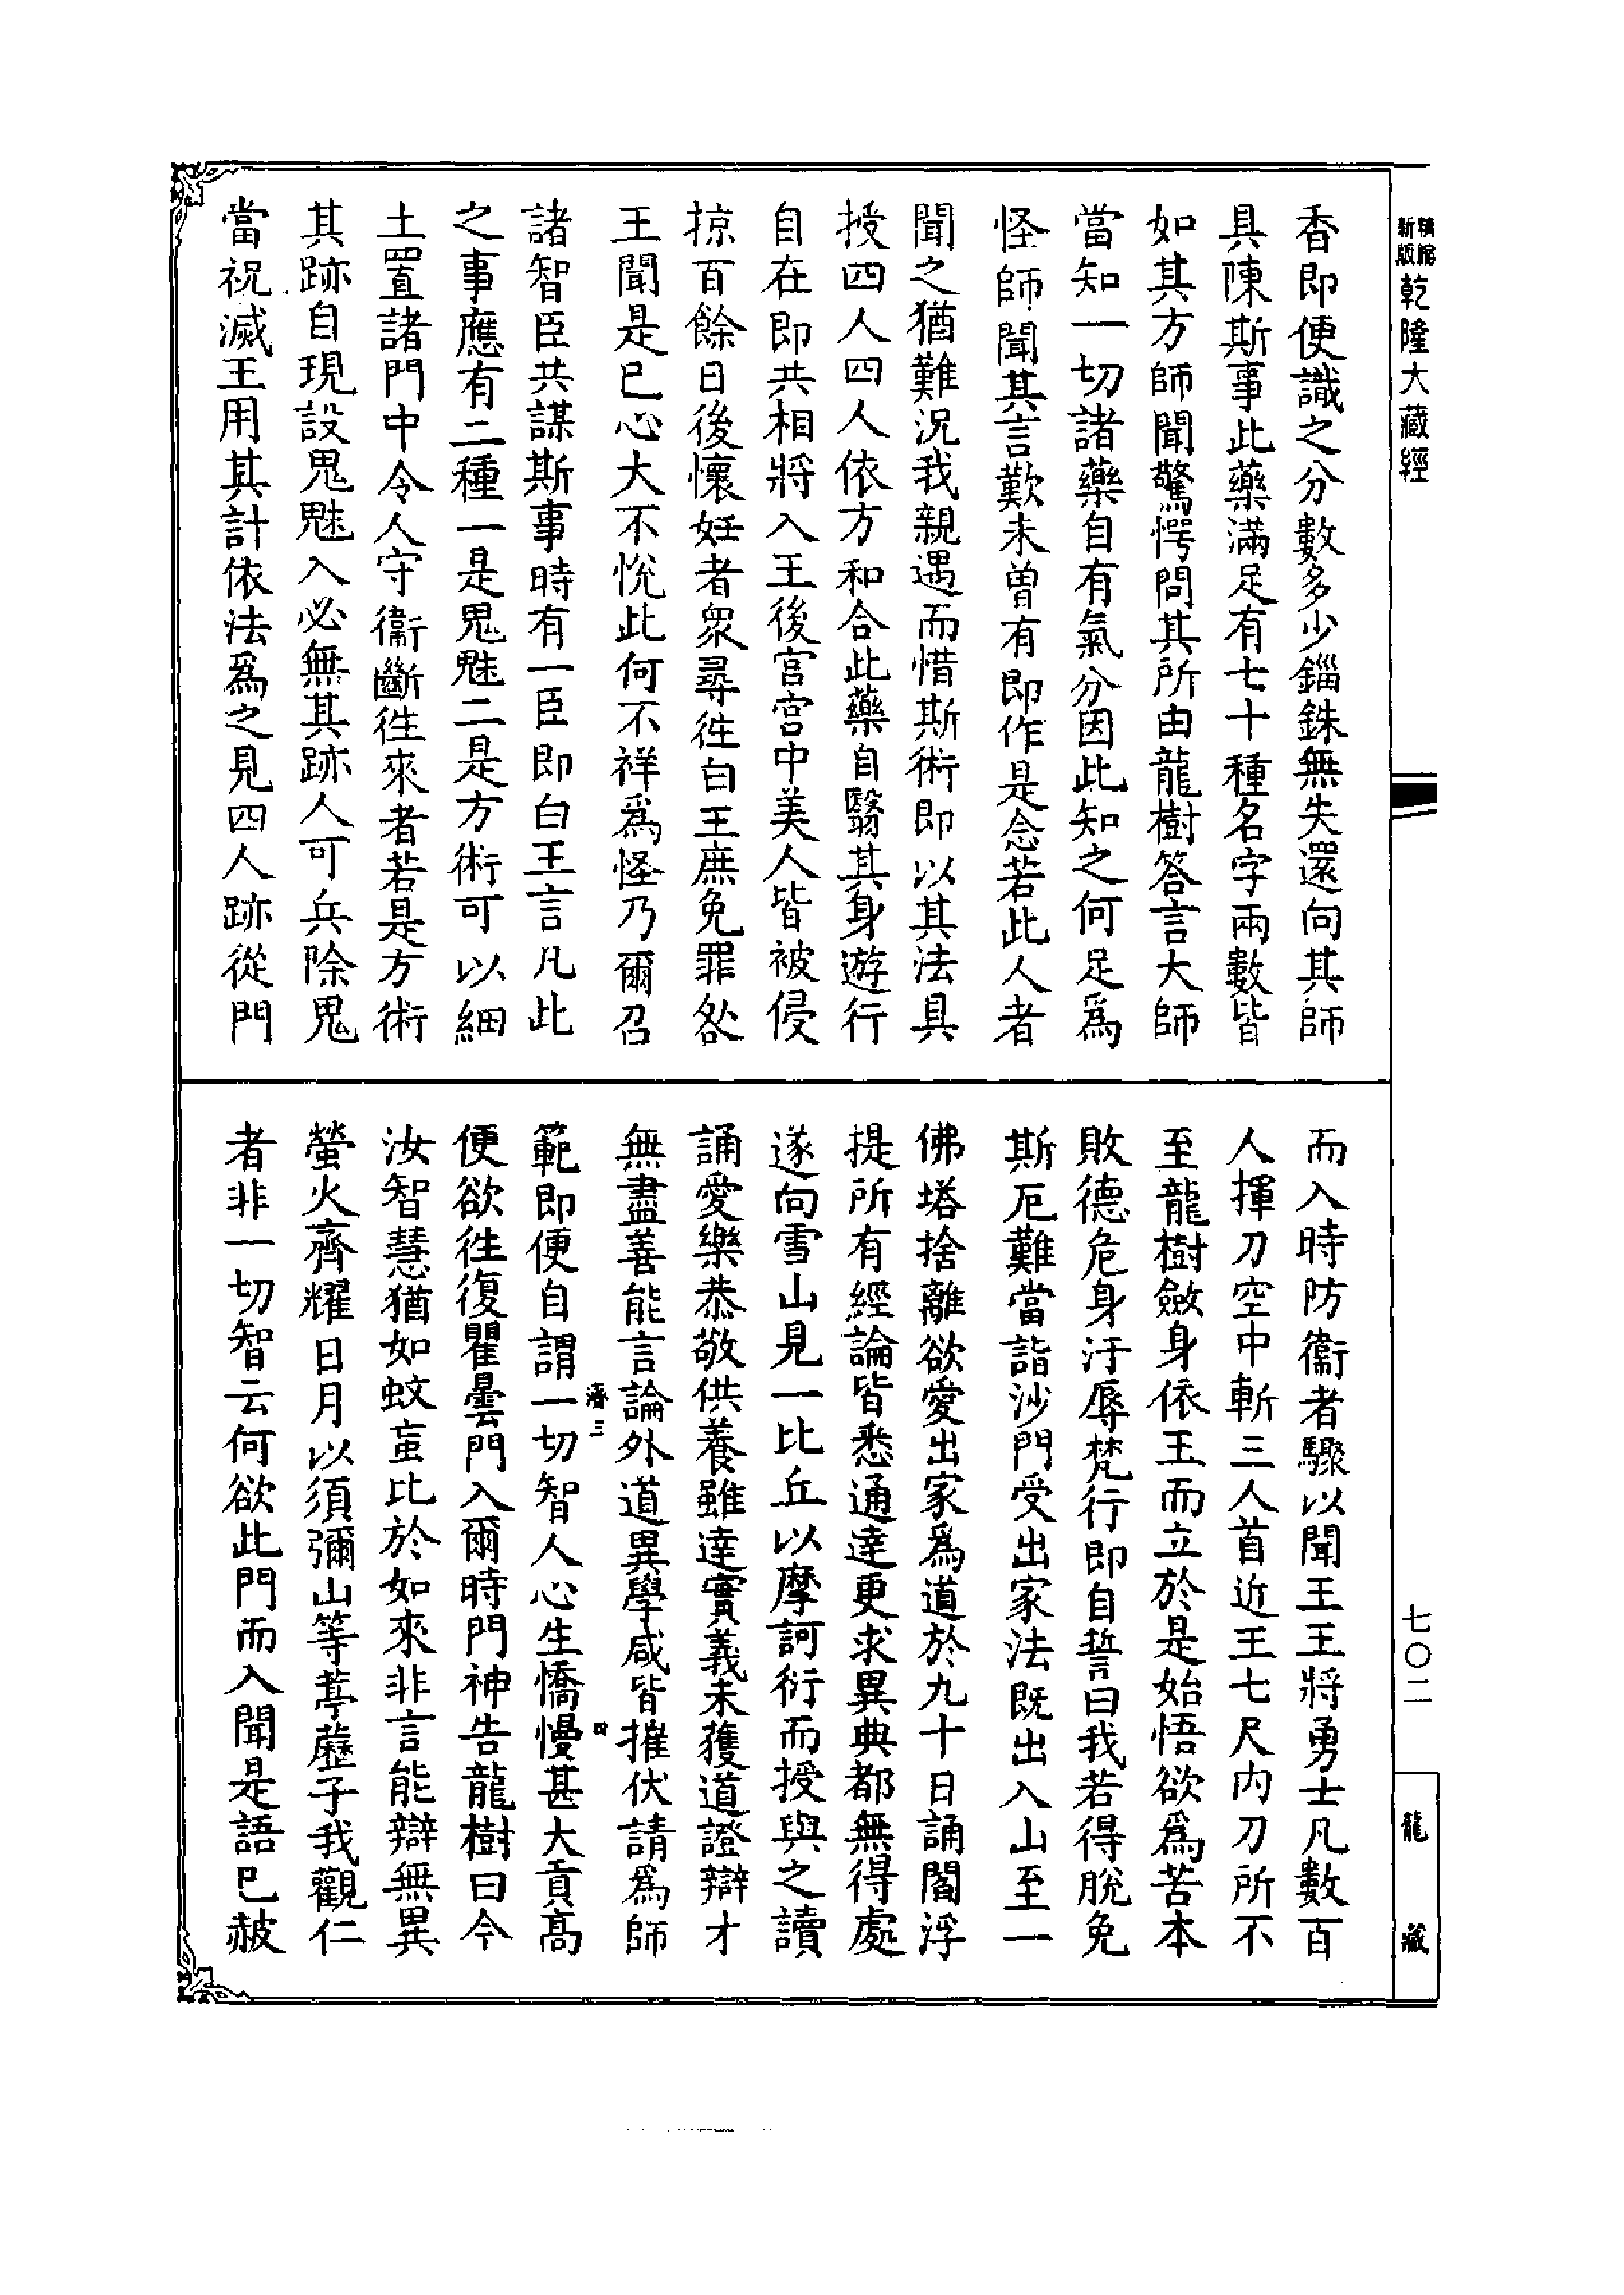 精縮
新版
乾隆大藏經
香即便識之分數多少錙銖無失還向其師
具陳斯事此藥滿足有七十種名字兩數皆
如其方師聞驚愕問其所由龍樹答言大師
當知一切諸藥自有氣分因此知之何足為
怪師聞其言歎未曾有即作是念若此人者
聞之猶難況我親遇而惜斯術即以其法具
授四人四人依方和合此藥自翳其身遊行
自在即共相將入王後宮宮中美人皆被侵
掠百餘日後懷妊者眾尋往白王庶免罪咎
王聞是已心大不悅此何不祥為怪乃爾召
諸智臣共謀斯事時有一臣即白王言凡此
之事應有二種一是鬼魅二是方術可以細
土置諸門中令人守衛斷往來者若是方術
其跡自現設鬼魅入必無其跡人可兵除鬼
當祝滅王用其計依法為之見四人跡從門
而入時防衛者驟以聞王王將勇士凡數百
人揮刀空中斬三人首近王七尺內刀所不
至龍樹斂身依王而立於是始悟欲為苦本
敗德危身汙辱梵行即自誓曰我若得脫免
斯厄難當詣沙門受出家法既出入山至一
佛塔捨離欲愛出家為道於九十日誦閻浮
提所有經論皆悉通達更求異典都無得處
遂向雪山見一比丘以摩訶衍而授與之讀
誦愛樂恭敬供養雖達實義未獲道證辯才
無盡善能言論外道異學咸皆摧伏請為師
範即便自謂一切智人心生憍慢甚大貢高
便欲往復瞿曇門入爾時門神告龍樹曰今
汝智慧猶如蚊䖟比於如來非言能辯無異
螢火齊耀日月以須彌山等葶藶子我觀仁
者非一切智云何欲此門而入聞是語已赧
濟三
四
七〇二
龍藏